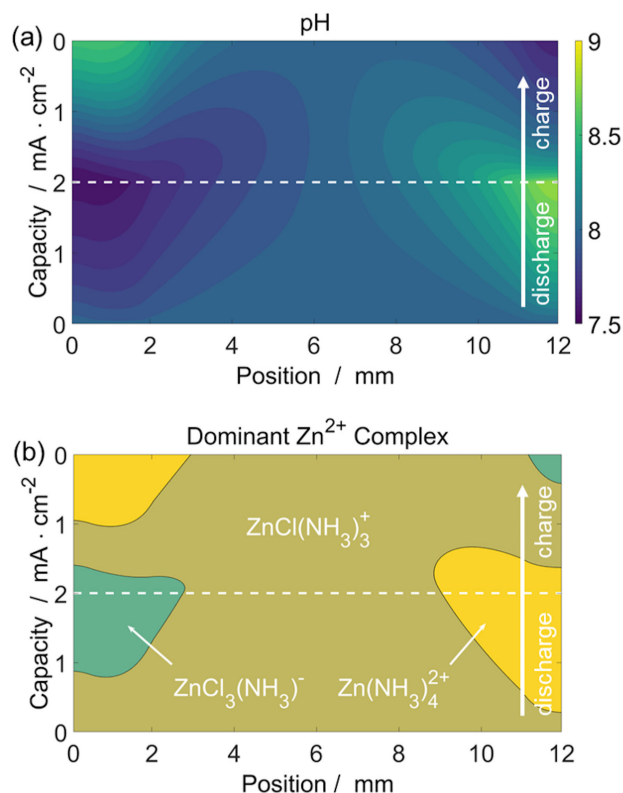 (a)
pH
Capacity / mA · cm⁻²
0
1
2
1
0
0 2 4 6 8 10 12
Position / mm
discharge
charge
9
8.5
8
7.5
(b)
Dominant Zn²⁺ Complex
Capacity / mA · cm⁻²
0
1
2
1
0
ZnCl(NH₃)₃⁺
ZnCl₃(NH₃)⁻
Zn(NH₃)₄²⁺
discharge
charge
0 2 4 6 8 10 12
Position / mm